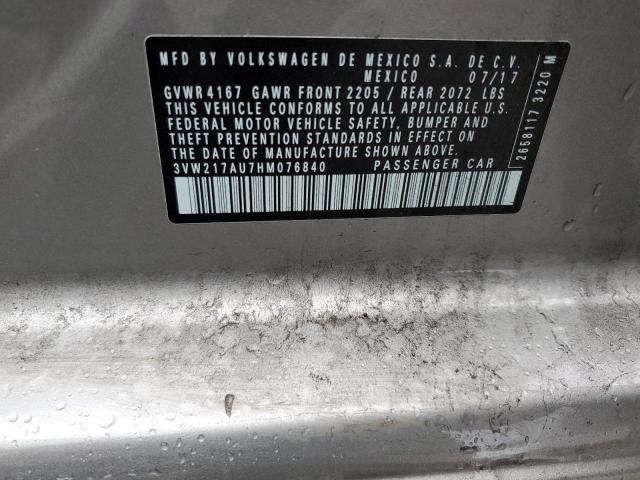 MFD BY VOLKSWAGEN DE MEXICO S.A. DE C.V.
MEXICO 07/17
GVWR 4167 GAWR FRONT 2205 / REAR 2072 LBS
THIS VEHICLE CONFORMS TO ALL APPLICABLE U.S.
FEDERAL MOTOR VEHICLE SAFETY, BUMPER AND
THEFT PREVENTION STANDARDS IN EFFECT ON
THE DATE OF MANUFACTURE SHOWN ABOVE.
3VW217AU7HM076840 PASSENGER CAR
2658117 3220 M